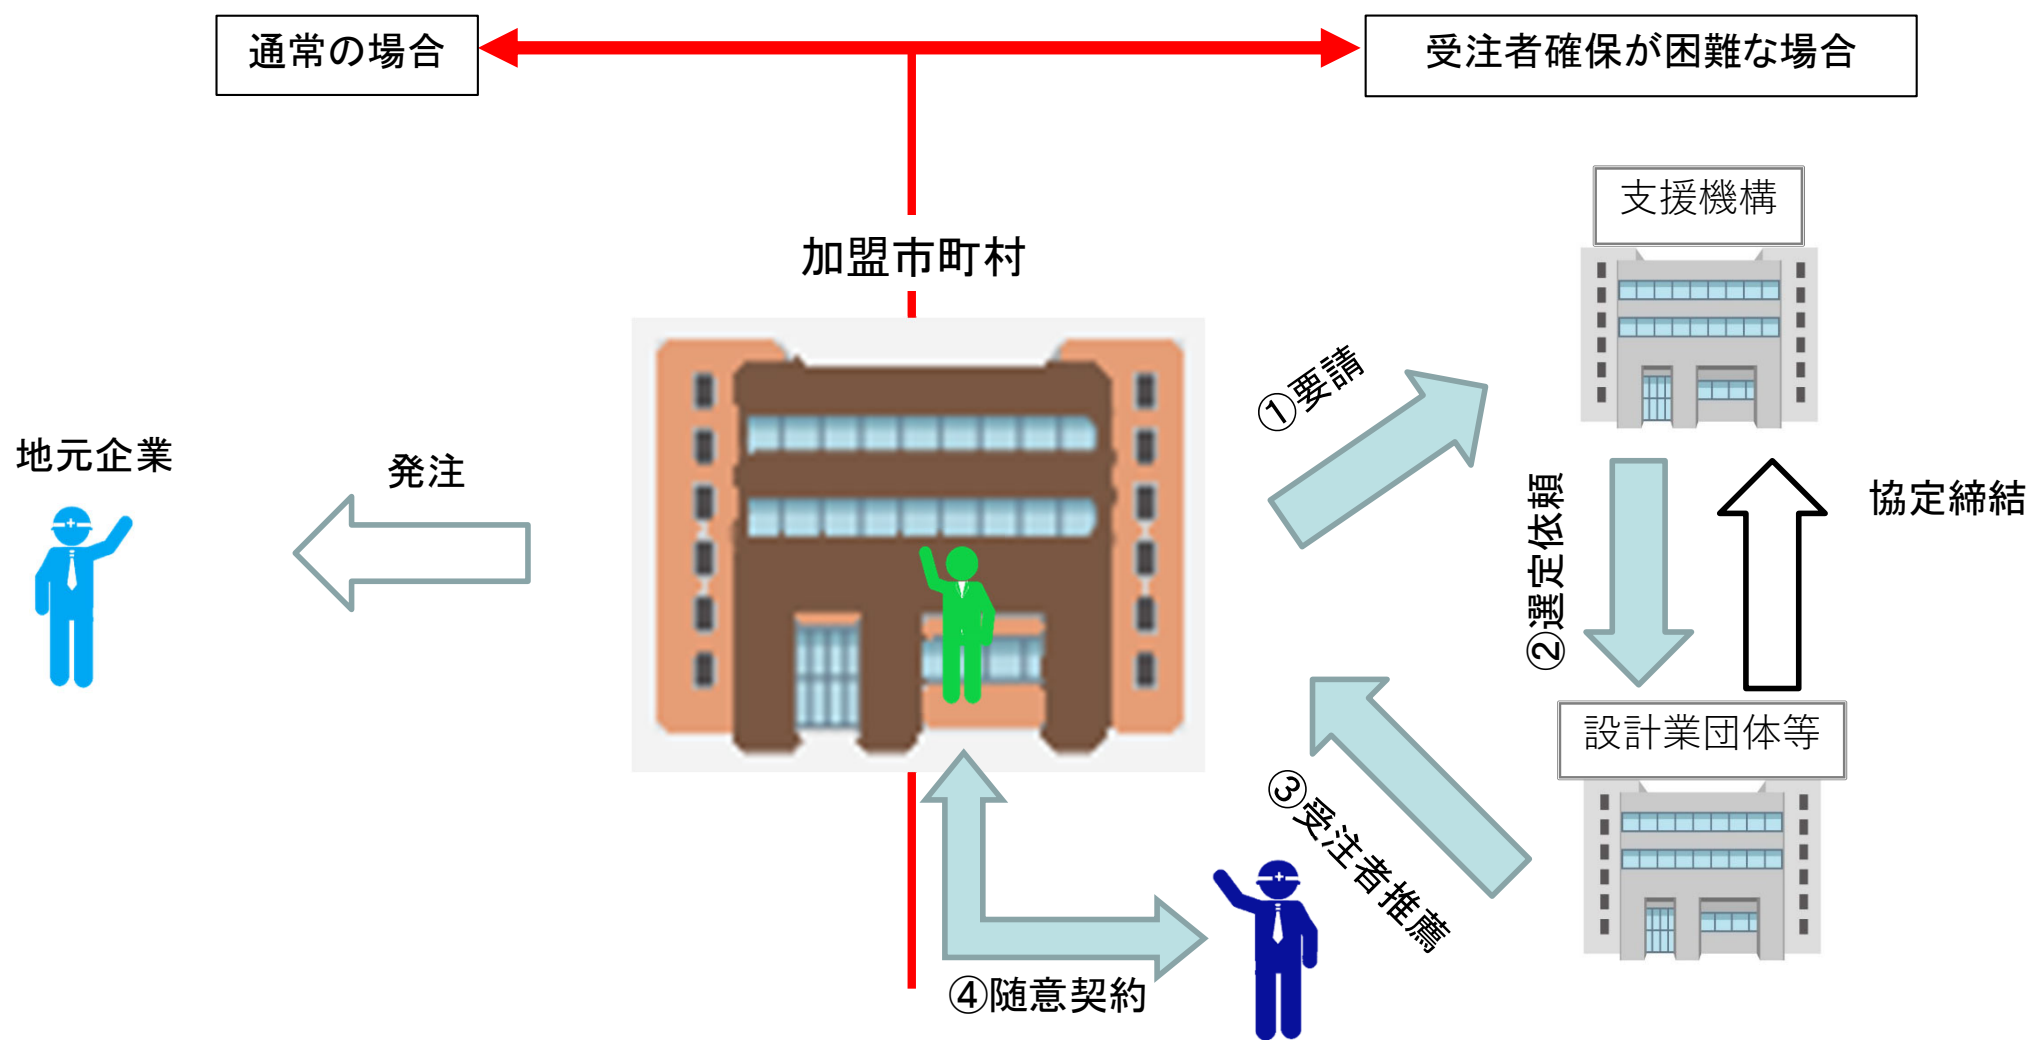 通常の場合
受注者確保が困難な場合
支援機構
加盟市町村
①要請
地元企業
発注
②選定依頼
協定締結
設計業団体等
③受注者推薦
④随意契約